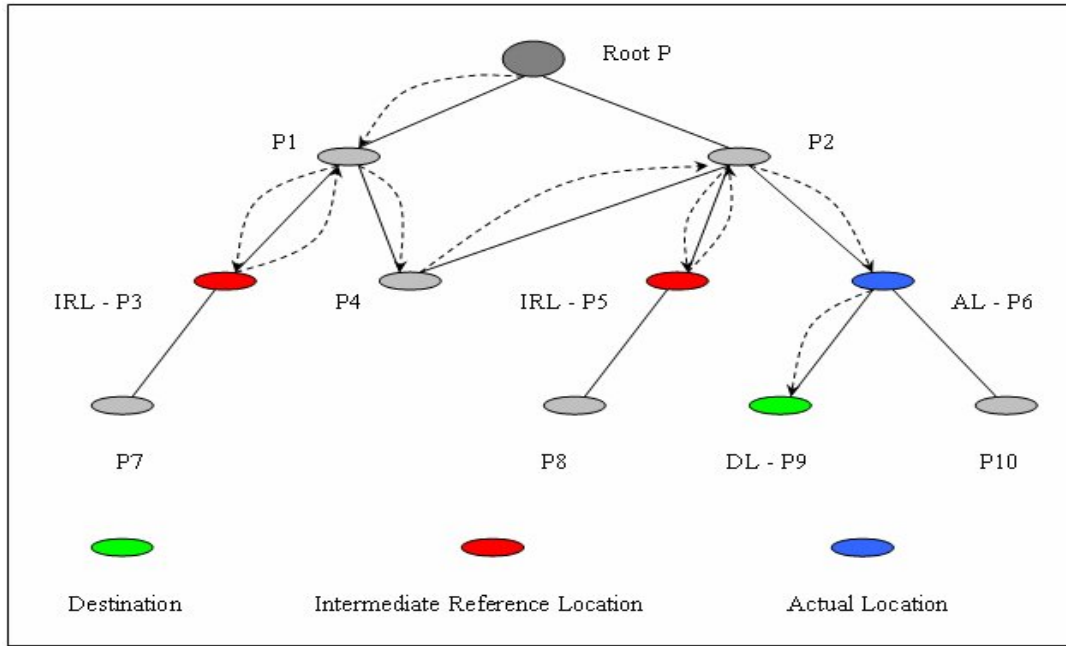 Root P
P1
P2
IRL - P3
P4
IRL - P5
AL - P6
P7
P8
DL - P9
P10
Destination
Intermediate Reference Location
Actual Location